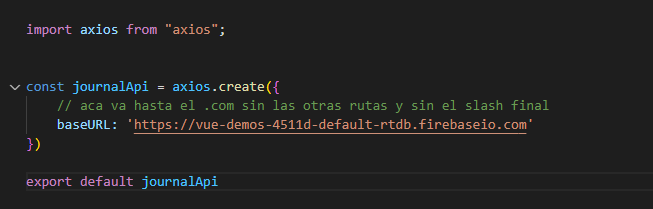 import axios from "axios";
const journalApi = axios.create({
// aca va hasta el .com sin las otras rutas y sin el slash final
baseURL: 'https://vue-demos-4511d-default-rtdb.firebaseio.com'
})
export default journalApi